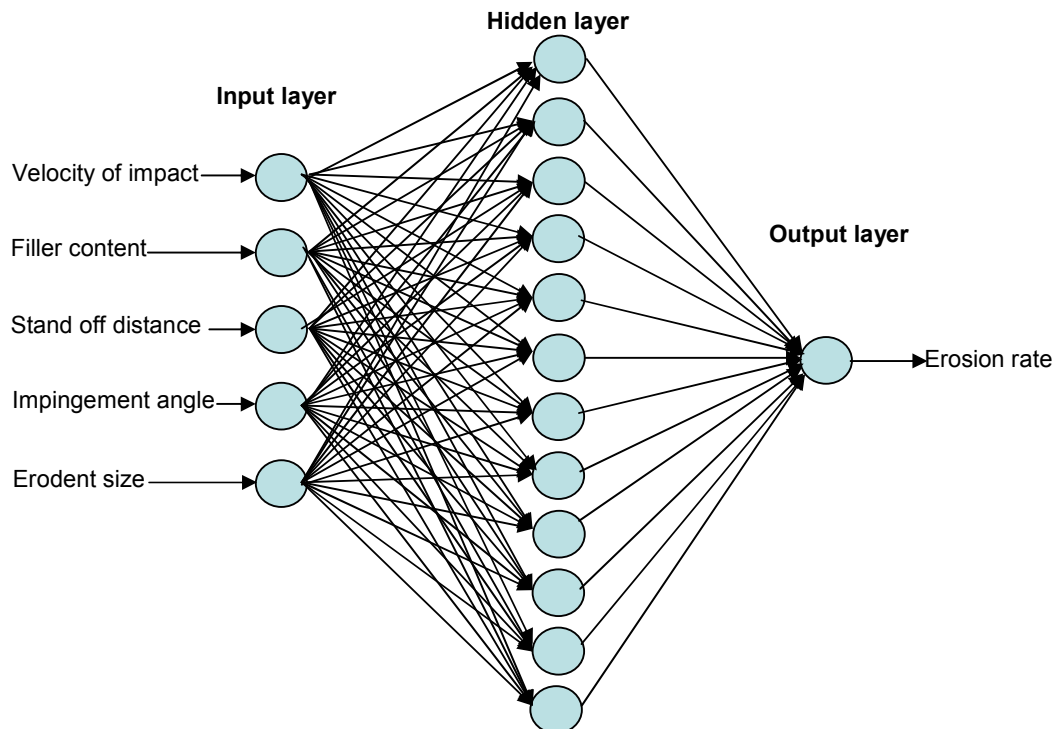 Hidden layer
Input layer
Velocity of impact
Filler content
Output layer
Stand off distance
Erosion rate
Impingement angle
Erodent size